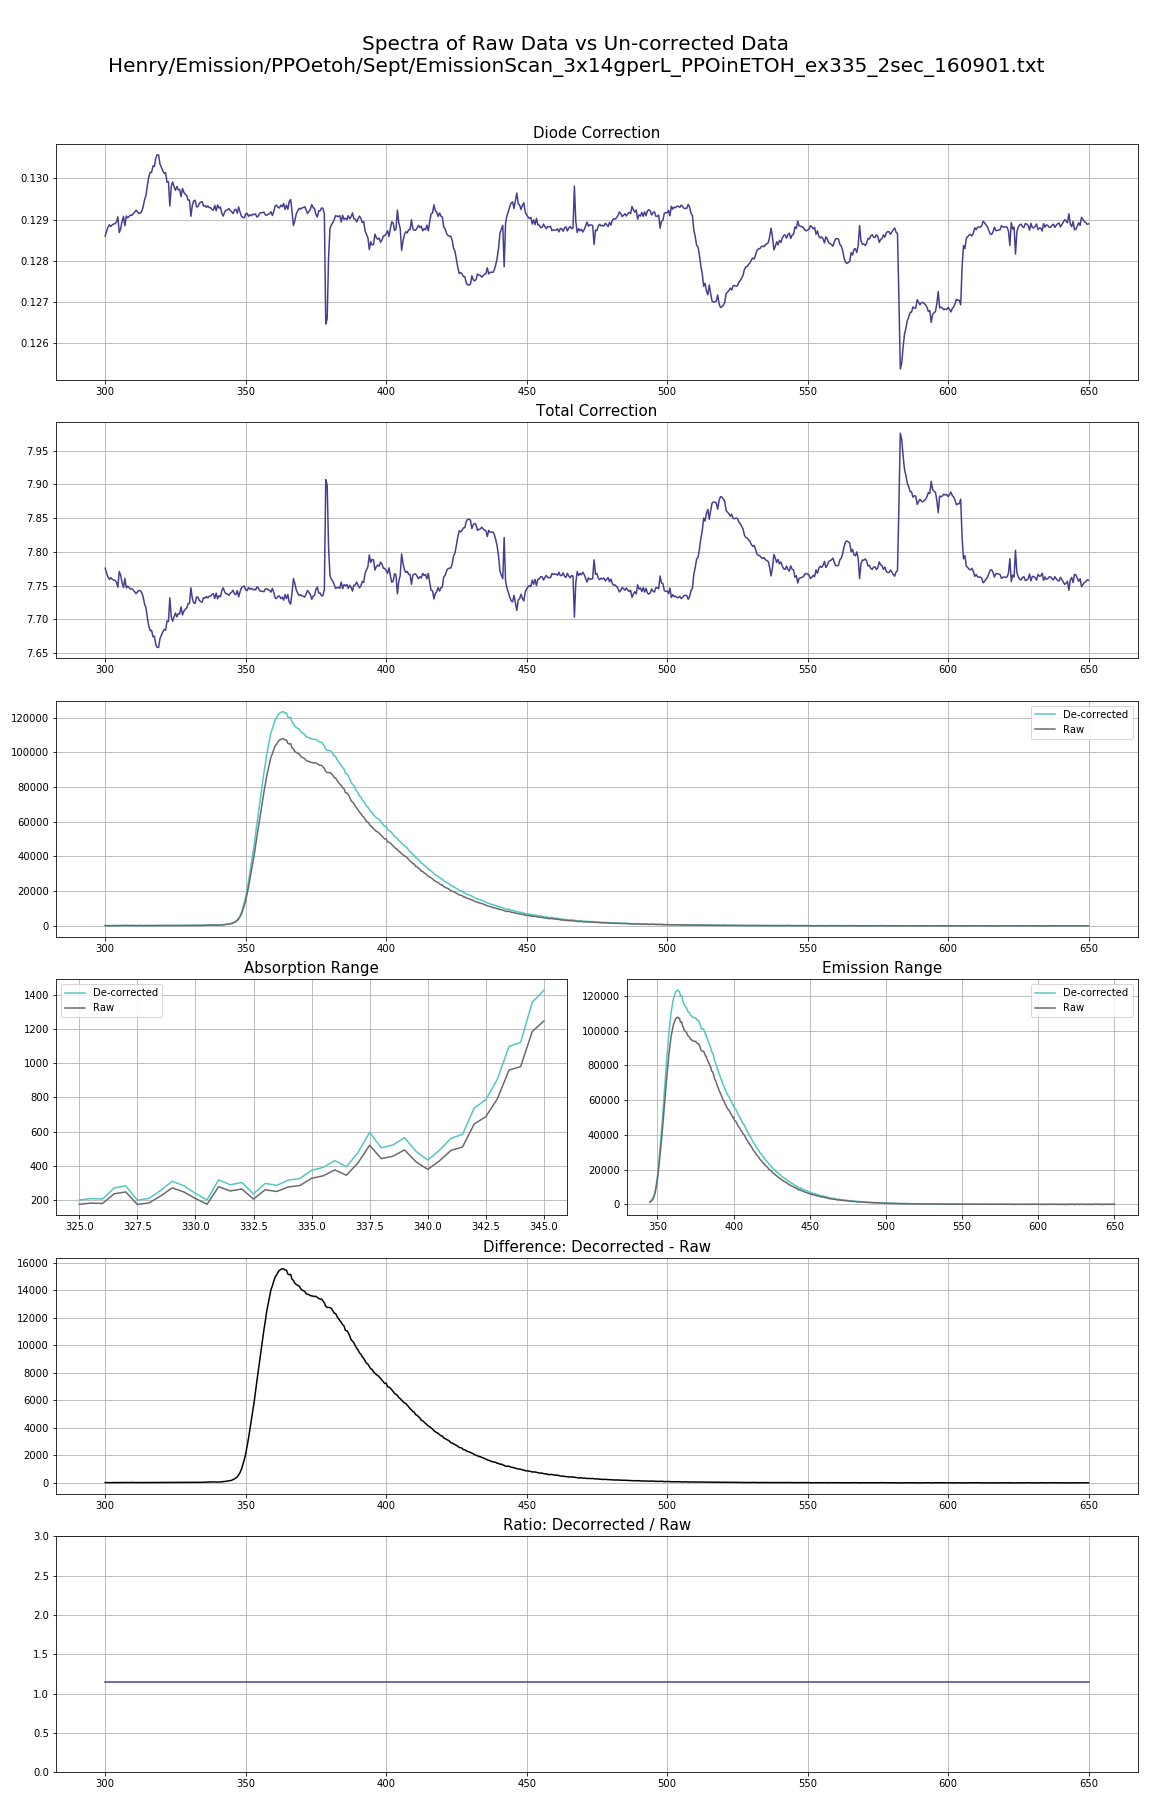 Spectra of Raw Data vs Un-corrected Data
Henry/Emission/PPOetoh/Sept/EmissionScan_3x14gperL_PPOinETOH_ex335_2sec_160901.txt
Diode Correction
0.130
0.129
0.128
0.127
0.126
300 350 400 450 500 550 600 650
Total Correction
7.95
7.90
7.85
7.80
7.75
7.70
7.65
300 350 400 450 500 550 600 650
De-corrected
Raw
120000
100000
80000
60000
40000
20000
0
300 350 400 450 500 550 600 650
Absorption Range
De-corrected
Raw
1400
1200
1000
800
600
400
200
325.0 327.5 330.0 332.5 335.0 337.5 340.0 342.5 345.0
Emission Range
De-corrected
Raw
120000
100000
80000
60000
40000
20000
0
350 400 450 500 550 600 650
Difference: Decorrected - Raw
16000
14000
12000
10000
8000
6000
4000
2000
0
300 350 400 450 500 550 600 650
Ratio: Decorrected / Raw
3.0
2.5
2.0
1.5
1.0
0.5
0.0
300 350 400 450 500 550 600 650